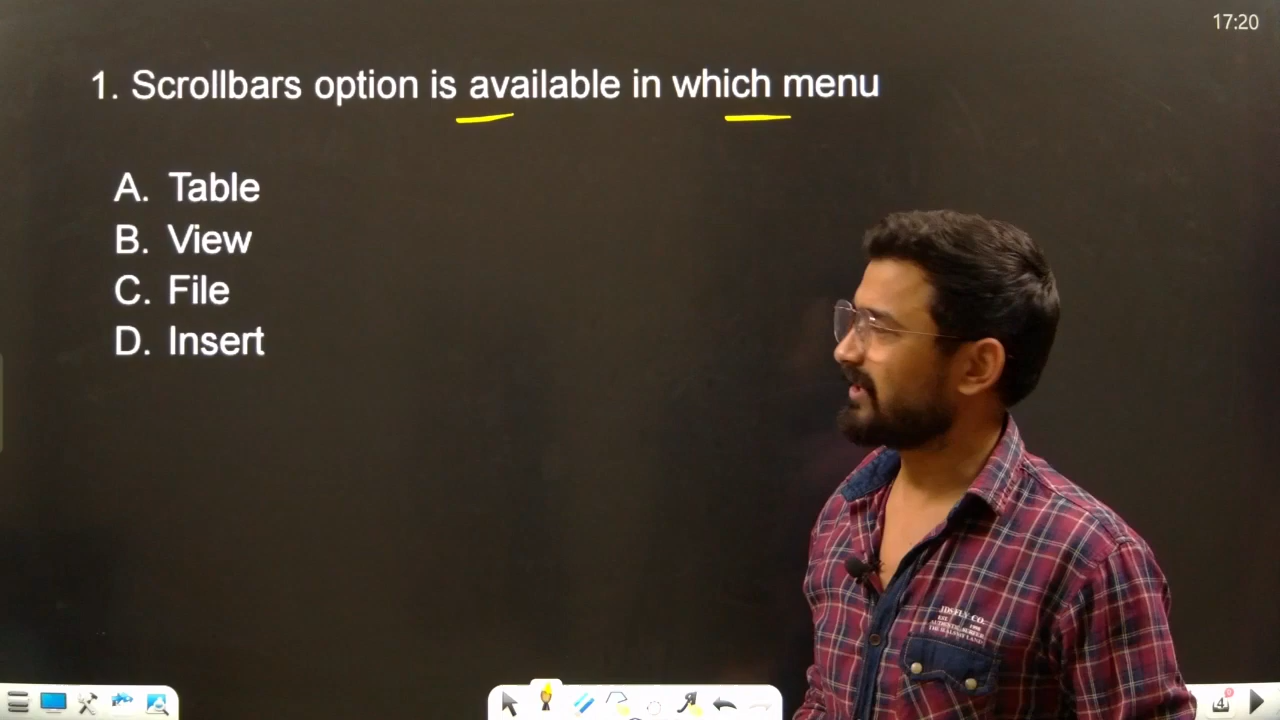 17:20
1. Scrollbars option is available in which menu
A. Table
B. View
C. File
D. Insert